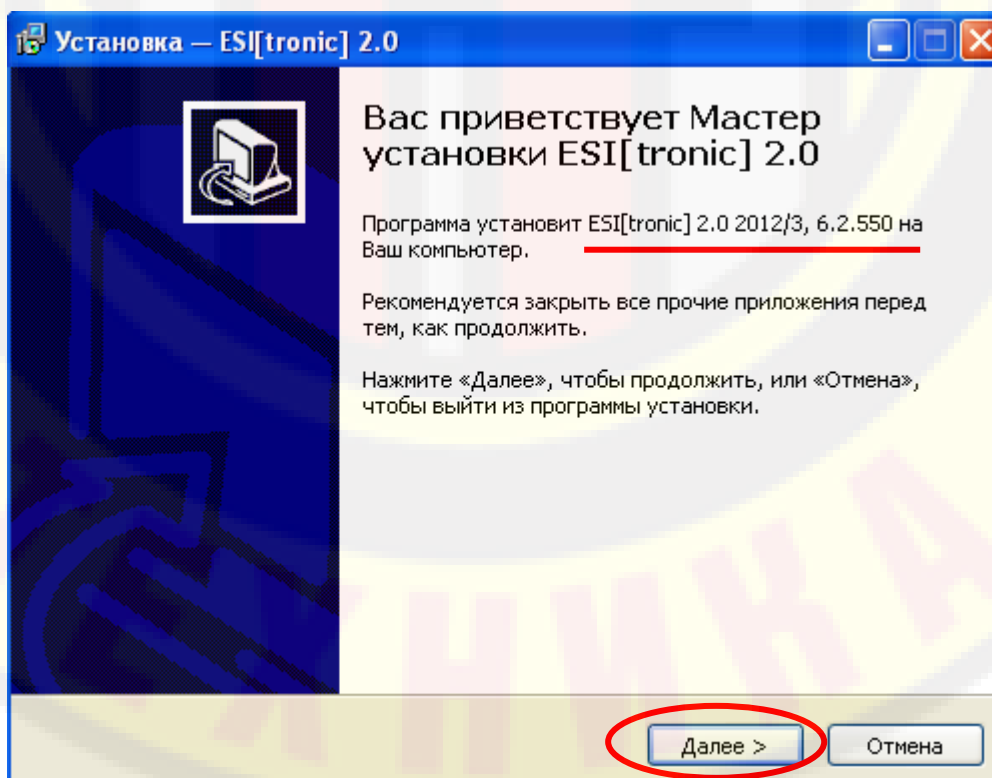 Установка — ESI[tronic] 2.0
Вас приветствует Мастер
установки ESI[tronic] 2.0
Программа установит ESI[tronic] 2.0 2012/3, 6.2.550 на
Ваш компьютер.
Рекомендуется закрыть все прочие приложения перед
тем, как продолжить.
Нажмите «Далее», чтобы продолжить, или «Отмена»,
чтобы выйти из программы установки.
Далее >
Отмена